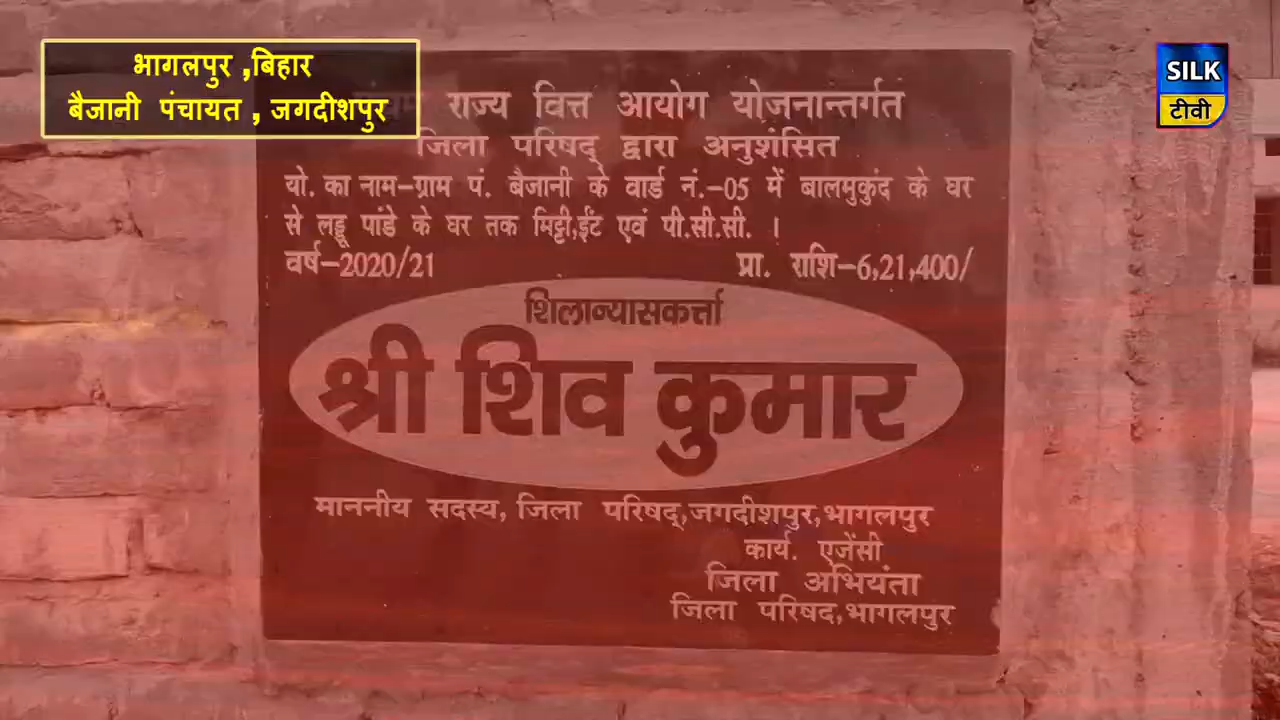 भागलपुर ,बिहार
बैजानी पंचायत , जगदीशपुर
SILK
टीवी
राज्य वित्त आयोग योजनान्तर्गत
जिला परिषद् द्वारा अनुशंसित
यो. का नाम-ग्राम पं. बैजानी के वार्ड नं.-05 में बालमुकुंद के घर
से लड्डू पांडे के घर तक मिट्टी,ईंट एवं पी.सी.सी. ।
वर्ष-2020/21 प्रा. राशि-6,21,400/
शिलान्यासकर्त्ता
श्री शिव कुमार
माननीय सदस्य, जिला परिषद्,जगदीशपुर,भागलपुर
कार्य. एजेंसी
जिला अभियंता
जिला परिषद,भागलपुर